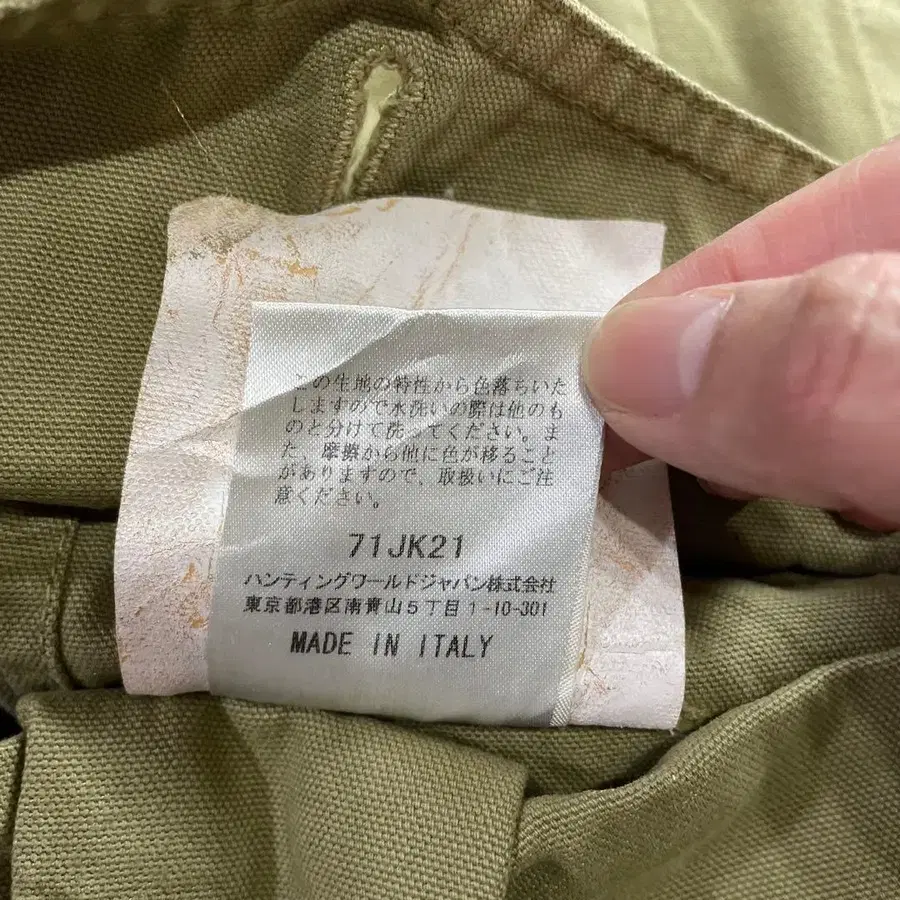 この生地の特性から色落ちいた
しますので水洗いの際は他のも
のと分けて洗ってください。ま
た、摩擦から他に色が移ること
がありますので、取扱いにご注
意ください。
71JK21
ハンティングワールドジャパン株式会社
東京都港区南青山5丁目1-10-301
MADE IN ITALY